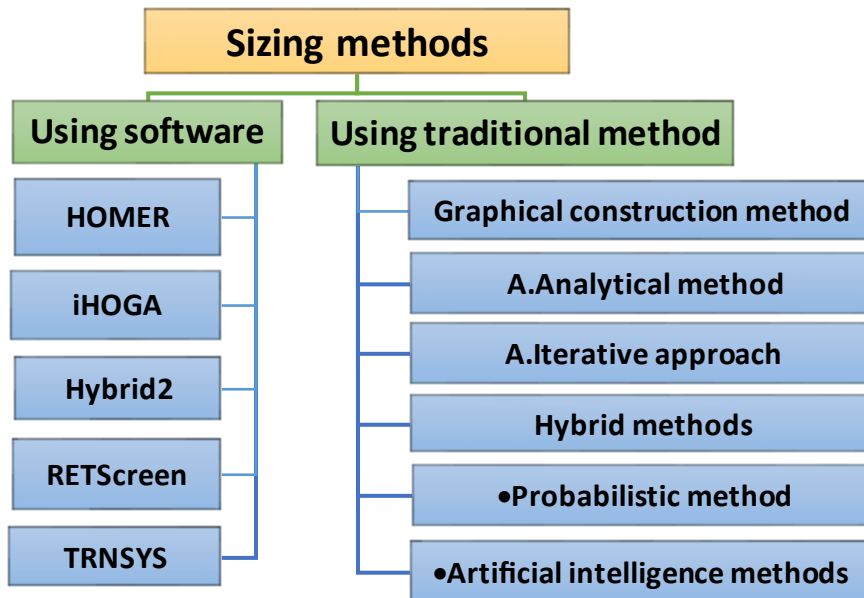 Sizing methods
Using software
HOMER
iHOGA
Hybrid2
RETScreen
TRNSYS
Using traditional method
Graphical construction method
A.Analytical method
A.Iterative approach
Hybrid methods
•Probabilistic method
•Artificial intelligence methods